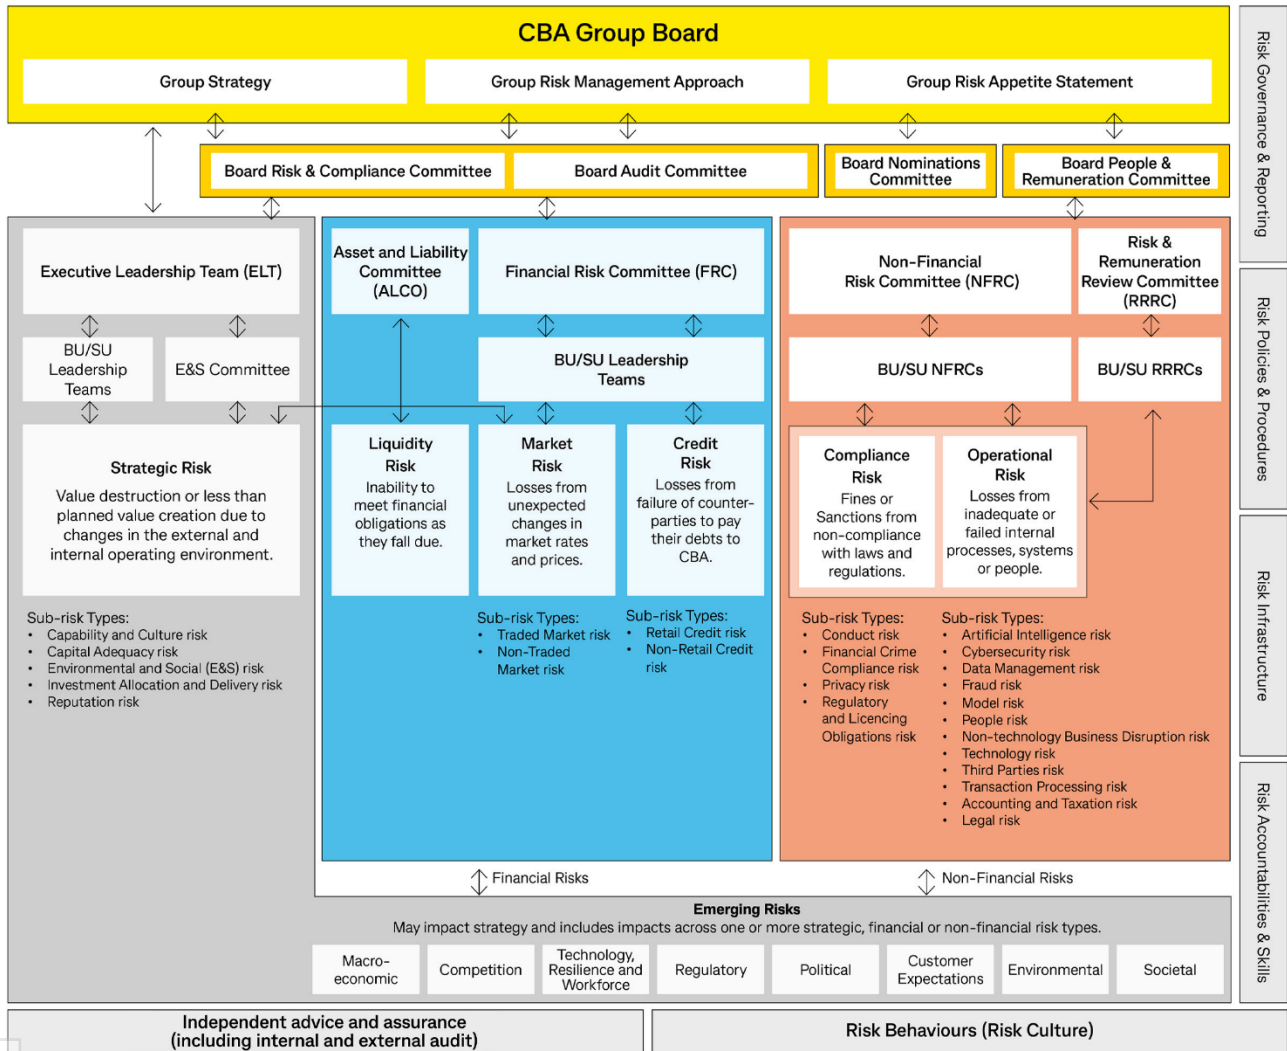 CBA Group Board
Group Strategy
Group Risk Management Approach
Group Risk Appetite Statement
Board Risk & Compliance Committee
Board Audit Committee
Board Nominations
Committee
Board People &
Remuneration Committee
Executive Leadership Team (ELT)
BU/SU
Leadership
Teams
E&S Committee
Strategic Risk
Value destruction or less than
planned value creation due to
changes in the external and
internal operating environment.
Sub-risk Types:
• Capability and Culture risk
• Capital Adequacy risk
• Environmental and Social (E&S) risk
• Investment Allocation and Delivery risk
• Reputation risk
Asset and Liability
Committee
(ALCO)
Financial Risk Committee (FRC)
BU/SU Leadership
Teams
Liquidity
Risk
Inability to
meet financial
obligations as
they fall due.
Market
Risk
Losses from
unexpected
changes in
market rates
and prices.
Sub-risk Types:
• Traded Market risk
• Non-Traded
Market risk
Credit
Risk
Losses from
failure of counter-
parties to pay
their debts to
CBA.
Sub-risk Types:
• Retail Credit risk
• Non-Retail Credit
risk
Non-Financial
Risk Committee (NFRC)
Risk &
Remuneration
Review Committee
(RRRC)
BU/SU NFRCs
BU/SU RRRCs
Compliance
Risk
Fines or
Sanctions from
non-compliance
with laws and
regulations.
Sub-risk Types:
• Conduct risk
• Financial Crime
Compliance risk
• Privacy risk
• Regulatory
and Licencing
Obligations risk
Operational
Risk
Losses from
inadequate or
failed internal
processes, systems
or people.
Sub-risk Types:
• Artificial Intelligence risk
• Cybersecurity risk
• Data Management risk
• Fraud risk
• Model risk
• People risk
• Non-technology Business Disruption risk
• Technology risk
• Third Parties risk
• Transaction Processing risk
• Accounting and Taxation risk
• Legal risk
Financial Risks
Non-Financial Risks
Emerging Risks
May impact strategy and includes impacts across one or more strategic, financial or non-financial risk types.
Macro-
economic
Competition
Technology,
Resilience and
Workforce
Regulatory
Political
Customer
Expectations
Environmental
Societal
Independent advice and assurance
(including internal and external audit)
Risk Behaviours (Risk Culture)
Risk Governance & Reporting
Risk Policies & Procedures
Risk Infrastructure
Risk Accountabilities & Skills